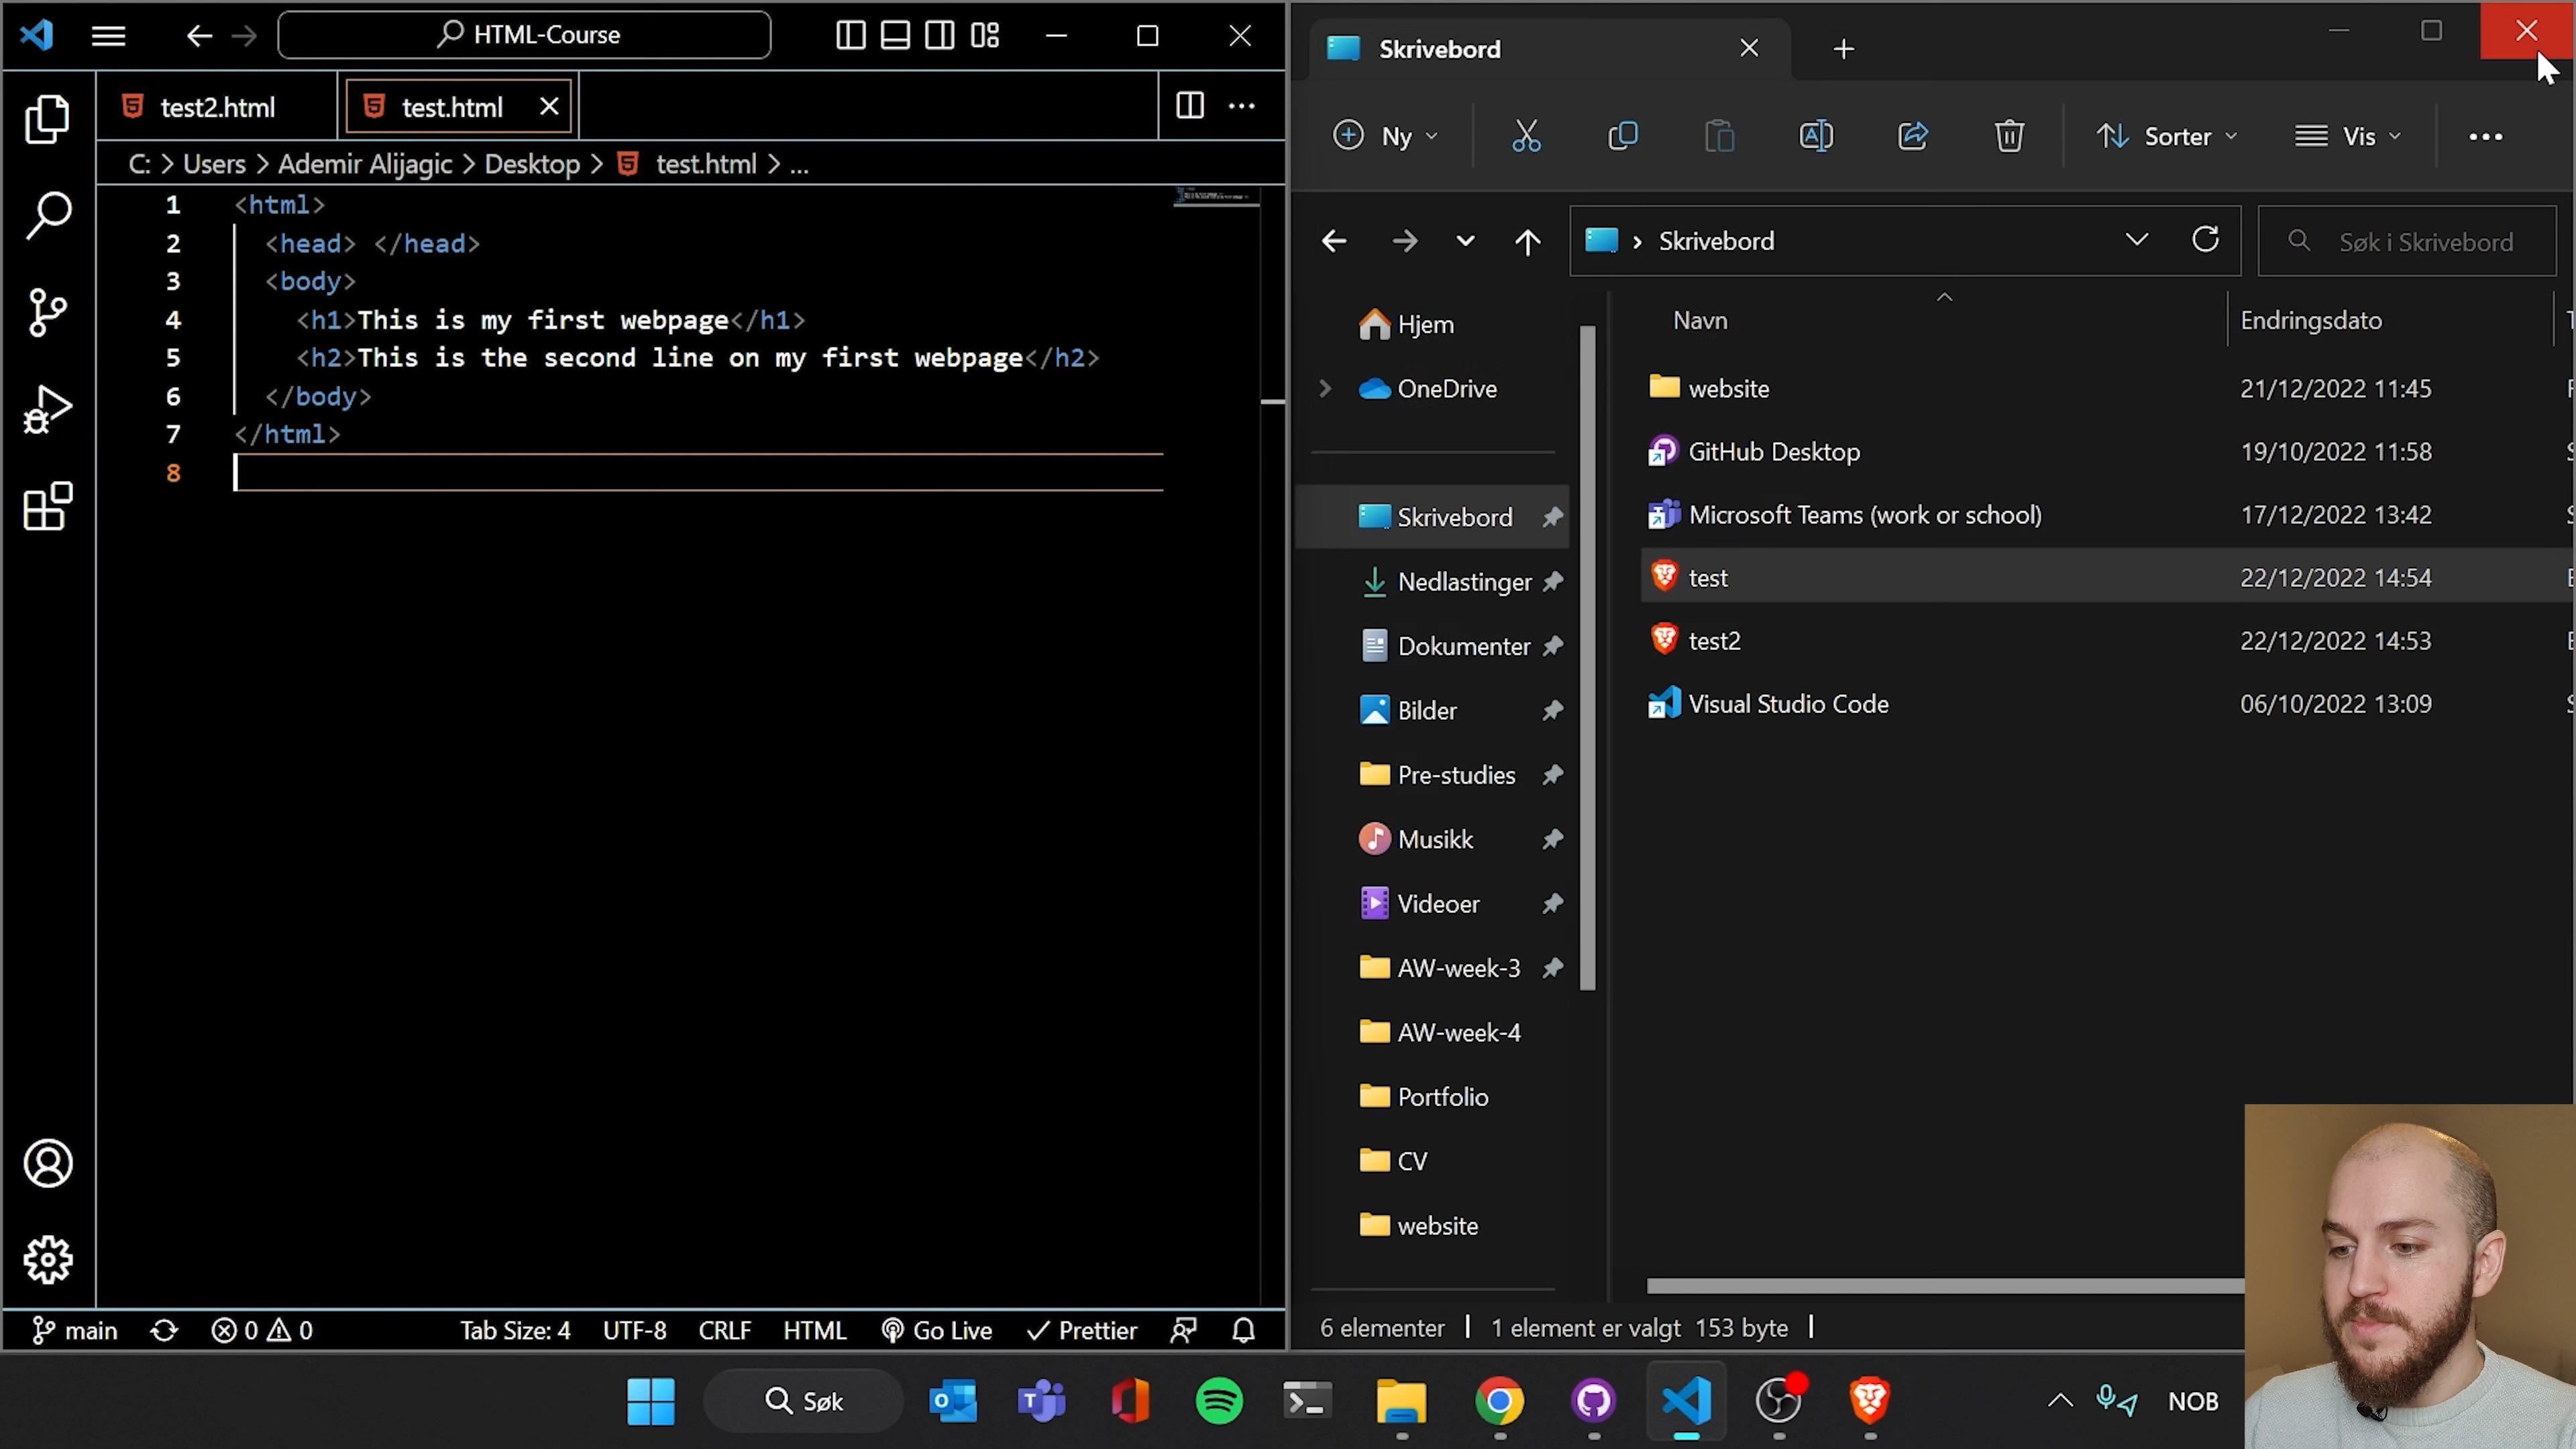 HTML-Course
test2.html
test.html
C: > Users > Ademir Alijagic > Desktop > test.html > ...
1 <html>
2 <head> </head>
3 <body>
4 <h1>This is my first webpage</h1>
5 <h2>This is the second line on my first webpage</h2>
6 </body>
7 </html>
8
main 0 0 Tab Size: 4 UTF-8 CRLF HTML Go Live Prettier
Skrivebord
Ny Sorter Vis
Skrivebord Søk i Skrivebord
Hjem
OneDrive
Skrivebord
Nedlastinger
Dokumenter
Bilder
Pre-studies
Musikk
Videoer
AW-week-3
AW-week-4
Portfolio
CV
website
Navn Endringsdato
website 21/12/2022 11:45
GitHub Desktop 19/10/2022 11:58
Microsoft Teams (work or school) 17/12/2022 13:42
test 22/12/2022 14:54
test2 22/12/2022 14:53
Visual Studio Code 06/10/2022 13:09
6 elementer 1 element er valgt 153 byte
Søk NOB